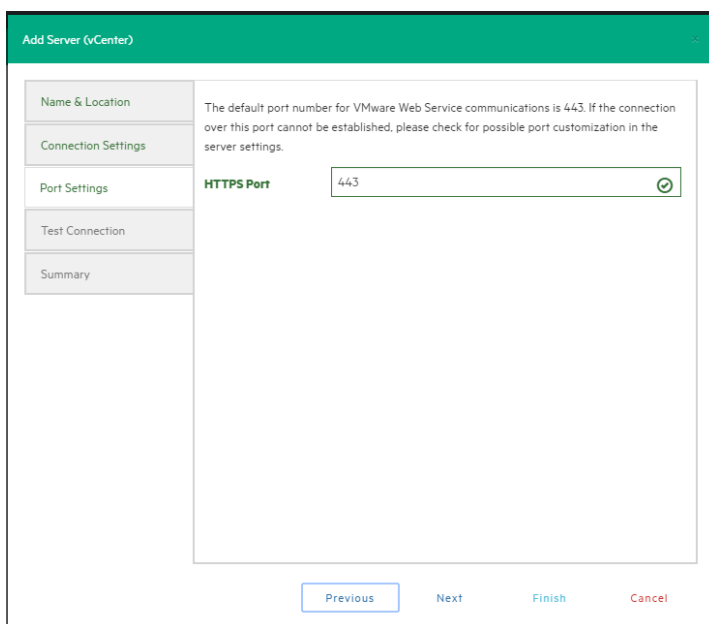 Add Server (vCenter)
×
Name & Location
Connection Settings
Port Settings
Test Connection
Summary
The default port number for VMware Web Service communications is 443. If the connection
over this port cannot be established, please check for possible port customization in the
server settings.
HTTPS Port 443
Previous Next Finish Cancel